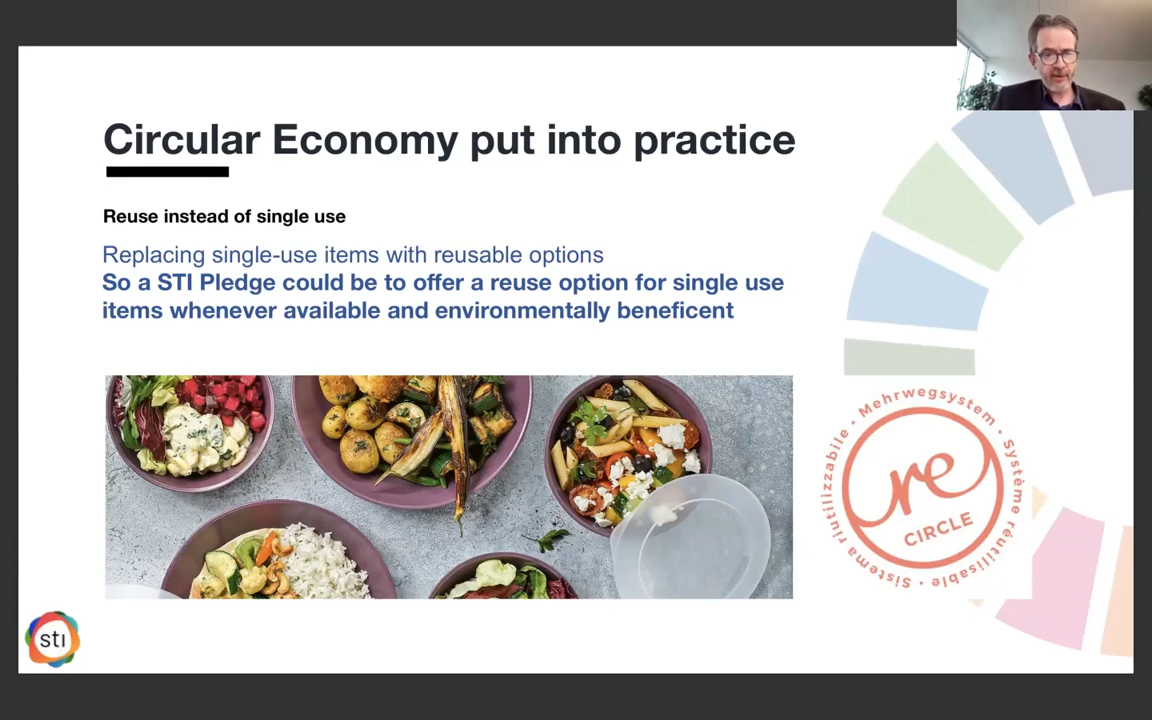 Circular Economy put into practice
Reuse instead of single use
Replacing single-use items with reusable options
So a STI Pledge could be to offer a reuse option for single use
items whenever available and environmentally beneficent
• Mehrwegsystem • Système réutilisable • Sistema riutilizzabile
re
CIRCLE
sti